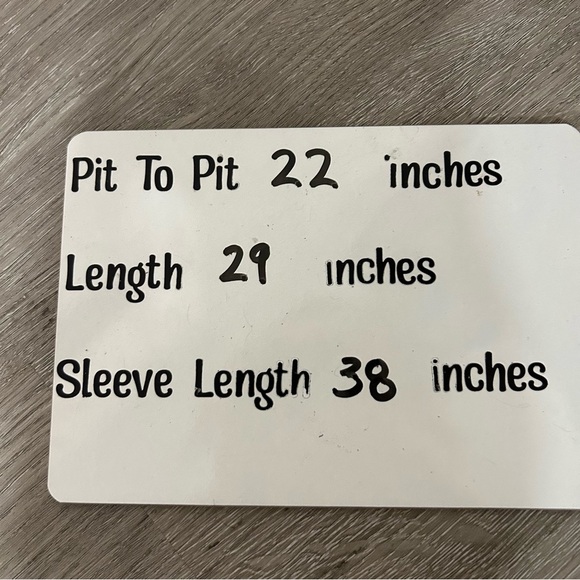 Pit To Pit 22 inches
Length 29 inches
Sleeve Length 38 inches